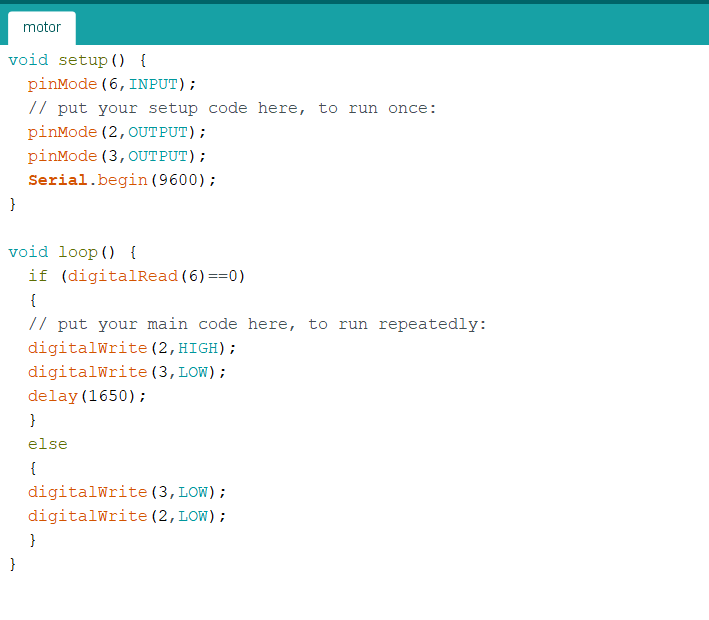 motor
void setup() {
  pinMode(6,INPUT);
  // put your setup code here, to run once:
  pinMode(2,OUTPUT);
  pinMode(3,OUTPUT);
  Serial.begin(9600);
}

void loop() {
  if (digitalRead(6)==0)
  {
  // put your main code here, to run repeatedly:
  digitalWrite(2,HIGH);
  digitalWrite(3,LOW);
  delay(1650);
  }
  else
  {
  digitalWrite(3,LOW);
  digitalWrite(2,LOW);
  }
}